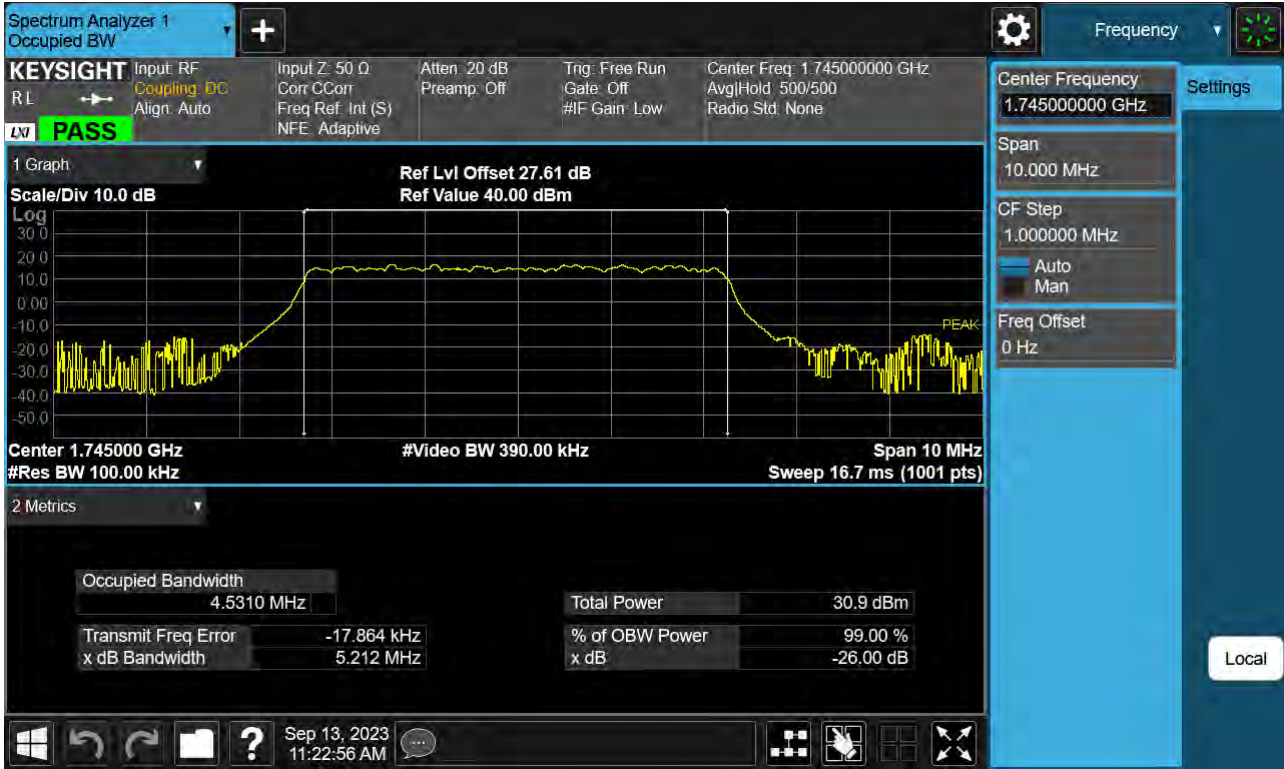 Spectrum Analyzer 1
Occupied BW
Frequency
KEYSIGHT
RL
LXI
PASS
Input: RF
Coupling: DC
Align: Auto
Input Z: 50 Ω
Corr CCorr
Freq Ref: Int (S)
NFE: Adaptive
Atten: 20 dB
Preamp: Off
Trig: Free Run
Gate: Off
#IF Gain: Low
Center Freq: 1.745000000 GHz
Avg|Hold: 500/500
Radio Std: None
1 Graph
Scale/Div 10.0 dB
Ref Lvl Offset 27.61 dB
Ref Value 40.00 dBm
Log
30.0
20.0
10.0
0.00
-10.0
-20.0
-30.0
-40.0
-50.0
PEAK
Center 1.745000 GHz
#Video BW 390.00 kHz
Span 10 MHz
#Res BW 100.00 kHz
Sweep 16.7 ms (1001 pts)
2 Metrics
Occupied Bandwidth
4.5310 MHz
Total Power 30.9 dBm
Transmit Freq Error -17.864 kHz
% of OBW Power 99.00 %
x dB Bandwidth 5.212 MHz
x dB -26.00 dB
Center Frequency
1.745000000 GHz
Span
10.000 MHz
CF Step
1.000000 MHz
Auto
Man
Freq Offset
0 Hz
Settings
Local
?
Sep 13, 2023
11:22:56 AM